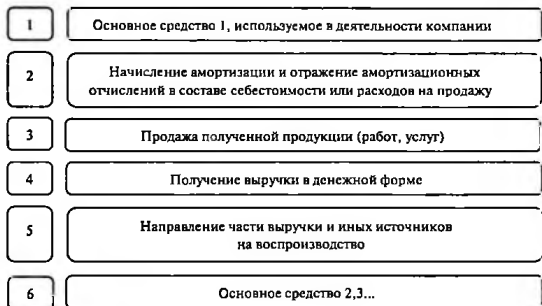 1 Основное средство 1, используемое в деятельности компании
2 Начисление амортизации и отражение амортизационных
отчислений в составе себестоимости или расходов на продажу
3 Продажа полученной продукции (работ, услуг)
4 Получение выручки в денежной форме
5 Направление части выручки и иных источников
на воспроизводство
6 Основное средство 2,3...